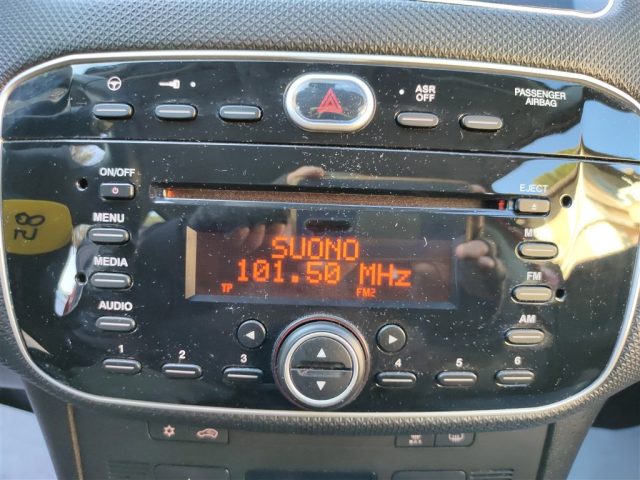 ASR
OFF
PASSENGER
AIRBAG
ON/OFF
EJECT
MENU
MEDIA
FM
AUDIO
AM
28
SUONO
101.50 MHz
TP FM2
1 2 3 4 5 6